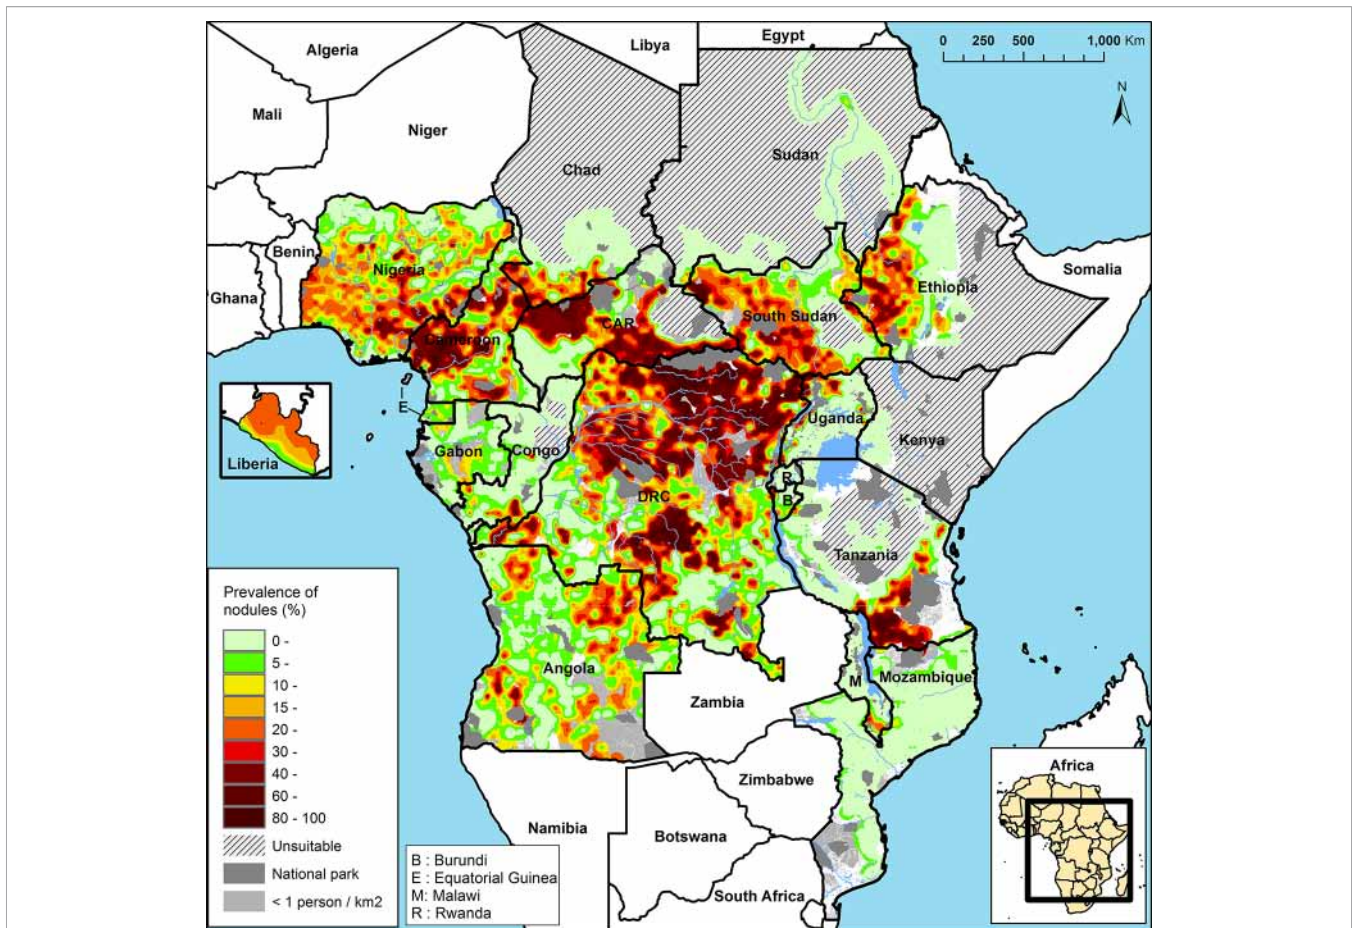 Algeria
Libya
Egypt
0 250 500 1,000 Km
N
Mali
Niger
Chad
Sudan
Benin
Nigeria
Ghana
Somalia
Ethiopia
CAR
South Sudan
Cameroon
E
Uganda
Kenya
Gabon
Congo
Liberia
R
DRC
B
Tanzania
Prevalence of
nodules (%)
0 -
5 -
10 -
15 -
20 -
30 -
40 -
60 -
80 - 100
Unsuitable
National park
< 1 person / km2
Angola
M
Mozambique
Zambia
Zimbabwe
Namibia
Botswana
South Africa
B : Burundi
E : Equatorial Guinea
M: Malawi
R : Rwanda
Africa